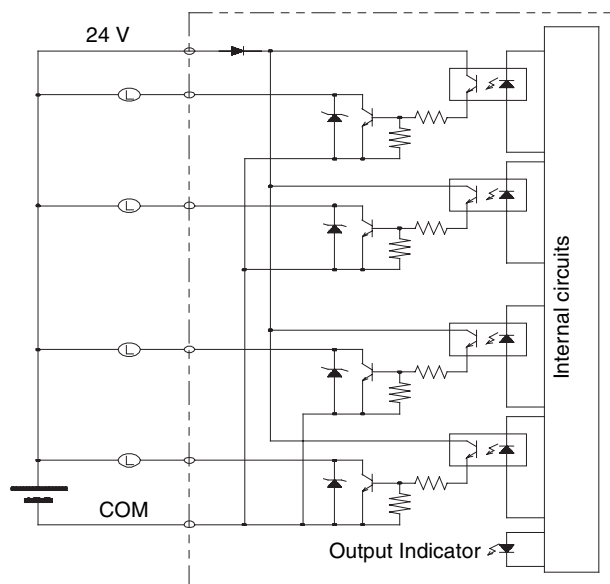 24 V
L
L
Internal circuits
L
L
COM
Output Indicator